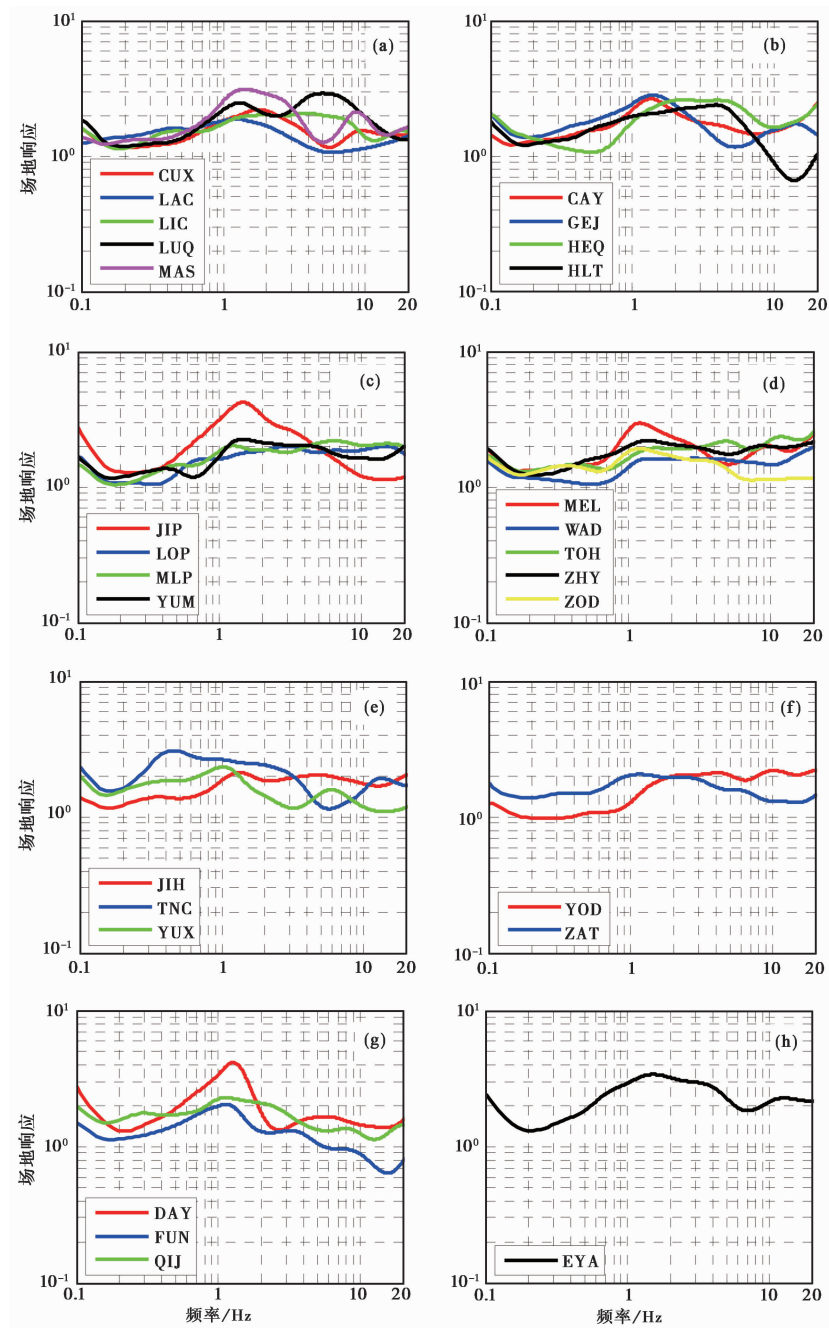 (a)
10¹
10⁰
10⁻¹
场地响应
CUX
LAC
LIC
LUQ
MAS
0.1 1 10 20
(b)
10¹
10⁰
10⁻¹
CAY
GEJ
HEQ
HLT
0.1 1 10 20
(c)
10¹
10⁰
10⁻¹
场地响应
JIP
LOP
MLP
YUM
0.1 1 10 20
(d)
10¹
10⁰
10⁻¹
MEL
WAD
TOH
ZHY
ZOD
0.1 1 10 20
(e)
10¹
10⁰
10⁻¹
场地响应
JIH
TNC
YUX
0.1 1 10 20
(f)
10¹
10⁰
10⁻¹
YOD
ZAT
0.1 1 10 20
(g)
10¹
10⁰
10⁻¹
场地响应
DAY
FUN
QIJ
0.1 1 10 20
频率/Hz
(h)
10¹
10⁰
10⁻¹
EYA
0.1 1 10 20
频率/Hz